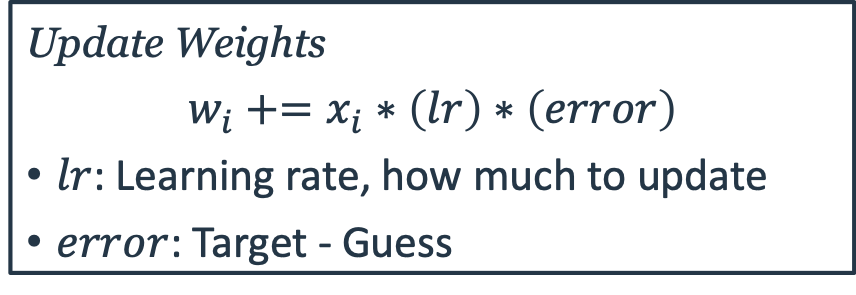 Update Weights
wᵢ += xᵢ * (lr) * (error)
• lr: Learning rate, how much to update
• error: Target - Guess